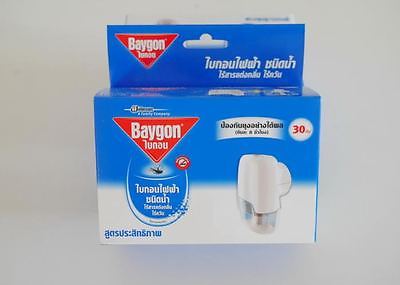 Baygon
ไบกอน
ไบกอนไฟฟ้า ชนิดน้ำ
ไร้สารแต่งกลิ่น ไร้ควัน
A Family Company
Baygon
ไบกอน
ไบกอนไฟฟ้า
ชนิดน้ำ
ไร้สารแต่งกลิ่น
ไร้ควัน
สูตรประสิทธิภาพ
ป้องกันยุงอย่างได้ผล
30 คืน